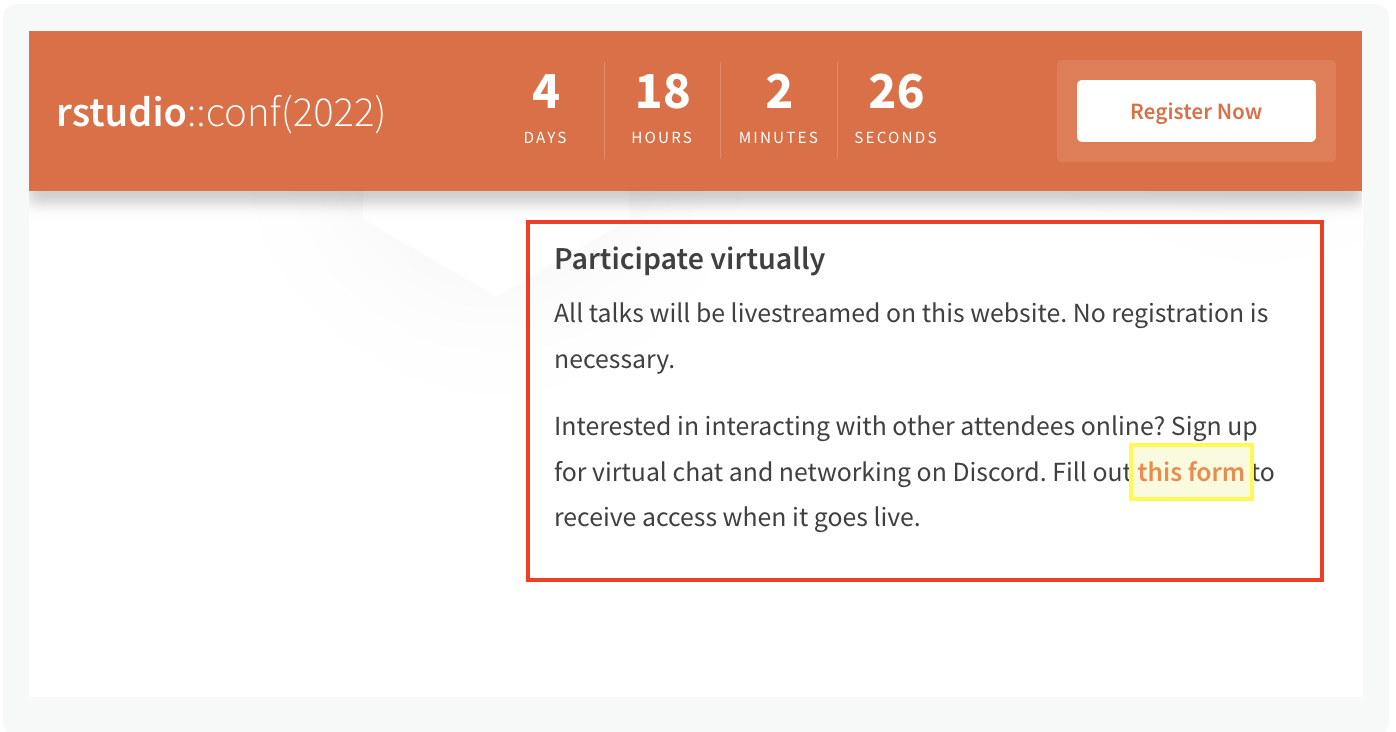 rstudio::conf(2022)
4 18 2 26
DAYS HOURS MINUTES SECONDS
Register Now
Participate virtually
All talks will be livestreamed on this website. No registration is
necessary.
Interested in interacting with other attendees online? Sign up
for virtual chat and networking on Discord. Fill out this form to
receive access when it goes live.